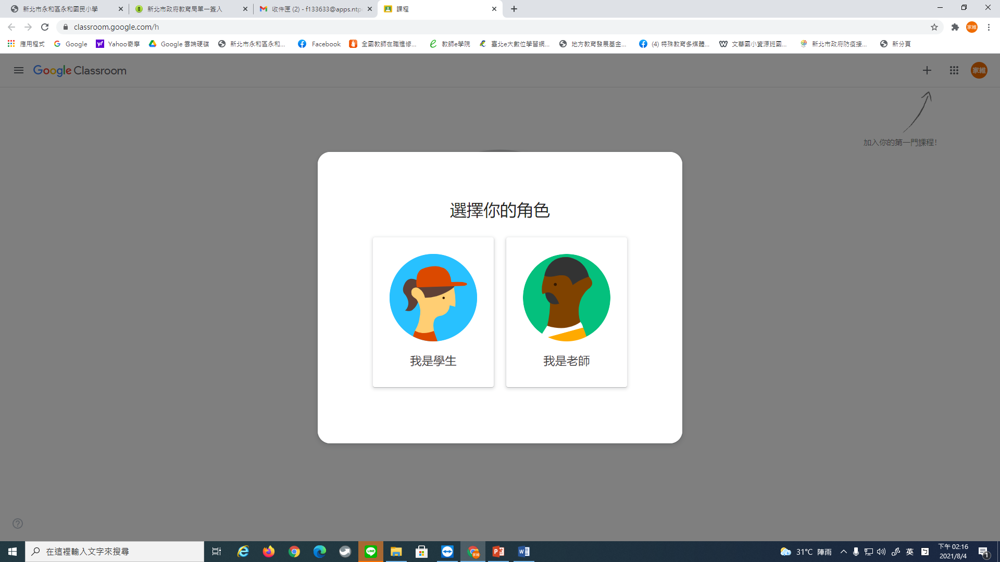 新北市永和區永和國民小學
新北市政府教育局單一簽入
收件匣 (2) - f133633@apps.ntp
課程
classroom.google.com/h
家維
應用程式
Google
Yahoo奇摩
Google 雲端硬碟
新北市永和區永和...
Facebook
全國教師在職進修...
教師e學院
臺北e大數位學習網...
地方教育發展基金...
(4) 特殊教育多媒體...
文華國小資源班國...
新北市政府防疫接...
新分頁
Google Classroom
家維
加入你的第一門課程!
選擇你的角色
我是學生
我是老師
在這裡輸入文字來搜尋
31°C 陣雨
英
下午 02:16
2021/8/4
1